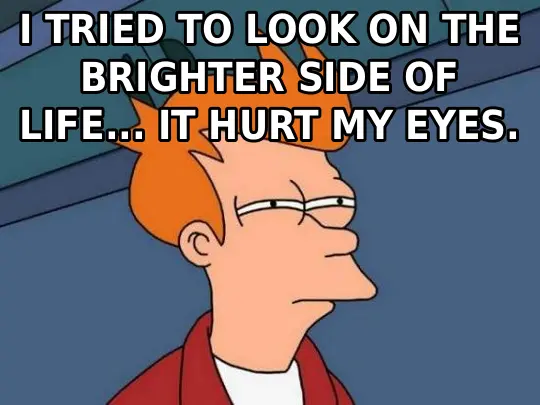 I TRIED TO LOOK ON THE
BRIGHTER SIDE OF
LIFE... IT HURT MY EYES.